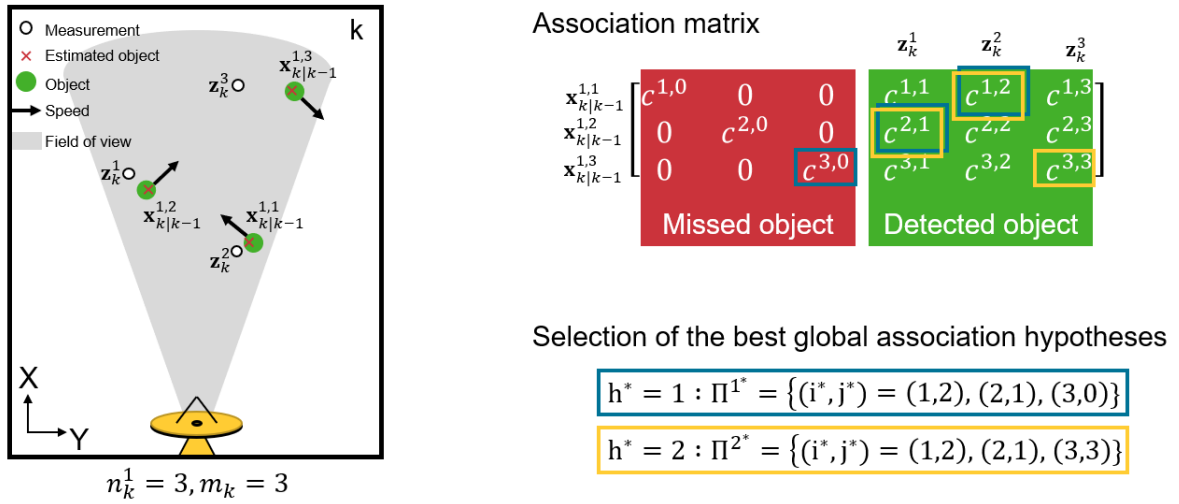 k
Measurement
Estimated object
Object
Speed
Field of view
𝐱_{k|k−1}^{1,3}
𝐳_k^3
𝐳_k^1
𝐱_{k|k−1}^{1,2}
𝐱_{k|k−1}^{1,1}
𝐳_k^2
X
Y
n_k^1 = 3, m_k = 3
Association matrix
𝐳_k^1 𝐳_k^2 𝐳_k^3
𝐱_{k|k−1}^{1,1} c^{1,0} 0 0 c^{1,1} c^{1,2} c^{1,3}
𝐱_{k|k−1}^{1,2} 0 c^{2,0} 0 c^{2,1} c^{2,2} c^{2,3}
𝐱_{k|k−1}^{1,3} 0 0 c^{3,0} c^{3,1} c^{3,2} c^{3,3}
Missed object Detected object
Selection of the best global association hypotheses
h* = 1 : Π^{1*} = {(i*, j*) = (1,2), (2,1), (3,0)}
h* = 2 : Π^{2*} = {(i*, j*) = (1,2), (2,1), (3,3)}